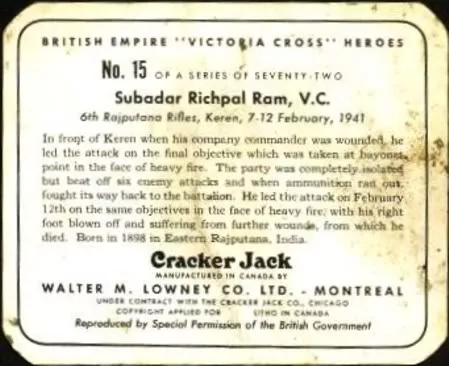 BRITISH EMPIRE "VICTORIA CROSS" HEROES
No. 15 OF A SERIES OF SEVENTY-TWO
Subadar Richpal Ram, V.C.
6th Rajputana Rifles, Keren, 7-12 February, 1941
In front of Keren when his company commander was wounded, he
led the attack on the final objective which was taken at bayonet
point in the face of heavy fire. The party was completely isolated
but beat off six enemy attacks and when ammunition ran out,
fought its way back to the battalion. He led the attack on February
12th on the same objectives in the face of heavy fire, with his right
foot blown off and suffering from further wounds, from which he
died. Born in 1898 in Eastern Rajputana, India.
Cracker Jack
MANUFACTURED IN CANADA BY
WALTER M. LOWNEY CO. LTD. - MONTREAL
UNDER CONTRACT WITH THE CRACKER JACK CO., CHICAGO
COPYRIGHT APPLIED FOR LITHO IN CANADA
Reproduced by Special Permission of the British Government